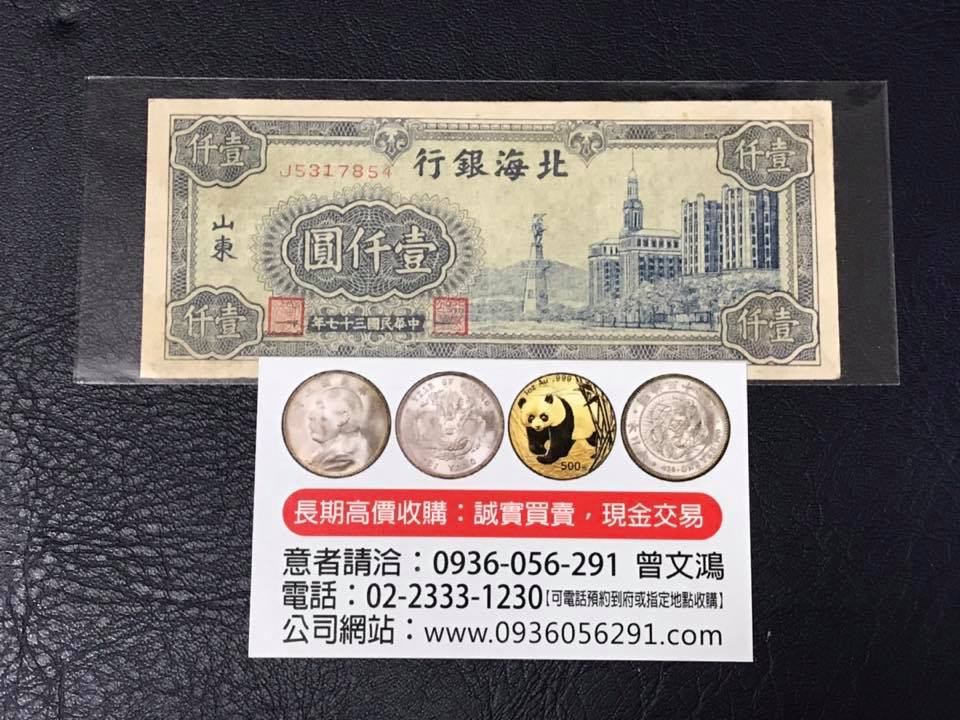 壹仟
壹仟
北海銀行
J5317854
山東
壹仟圓
壹仟
壹仟
中華民國三十七年
1oz Au .999
500元
長期高價收購：誠實買賣，現金交易
意者請洽：0936-056-291 曾文鴻
電話：02-2333-1230【可電話預約到府或指定地點收購】
公司網站：www.0936056291.com